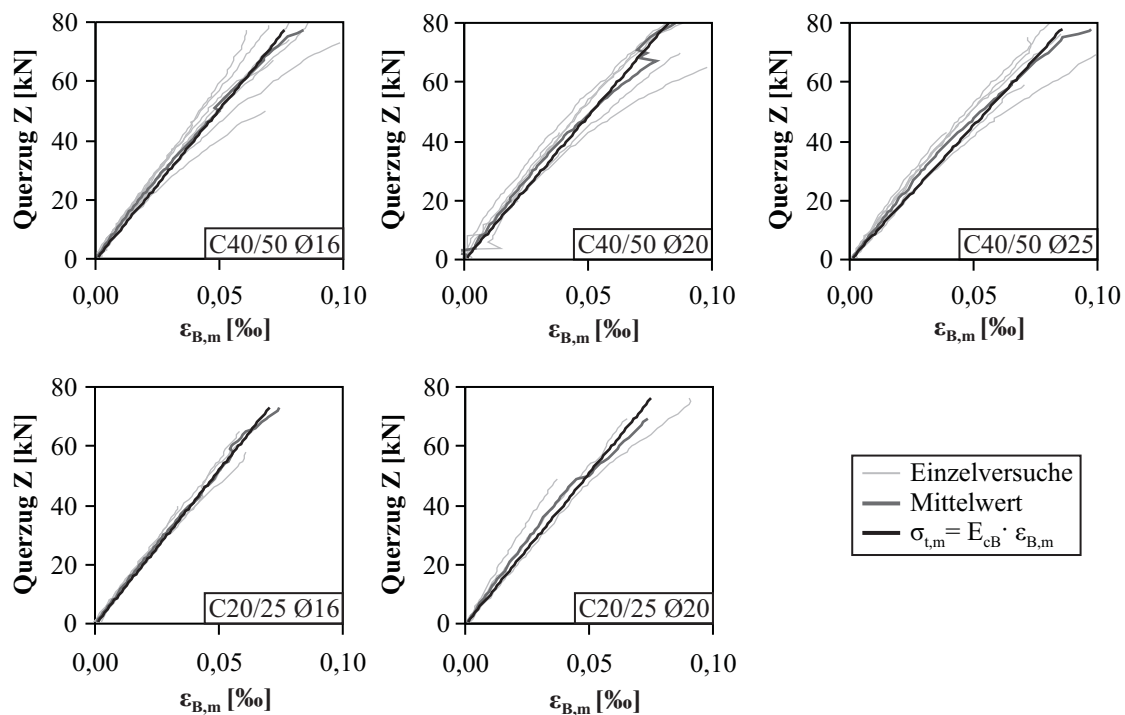 80
60
40
20
0
Querzug Z [kN]
C40/50 Ø16
0,00 0,05 0,10
ε_B,m [‰]
80
60
40
20
0
Querzug Z [kN]
C40/50 Ø20
0,00 0,05 0,10
ε_B,m [‰]
80
60
40
20
0
Querzug Z [kN]
C40/50 Ø25
0,00 0,05 0,10
ε_B,m [‰]
80
60
40
20
0
Querzug Z [kN]
C20/25 Ø16
0,00 0,05 0,10
ε_B,m [‰]
80
60
40
20
0
Querzug Z [kN]
C20/25 Ø20
0,00 0,05 0,10
ε_B,m [‰]
Einzelversuche
Mittelwert
σ_t,m = E_cB · ε_B,m